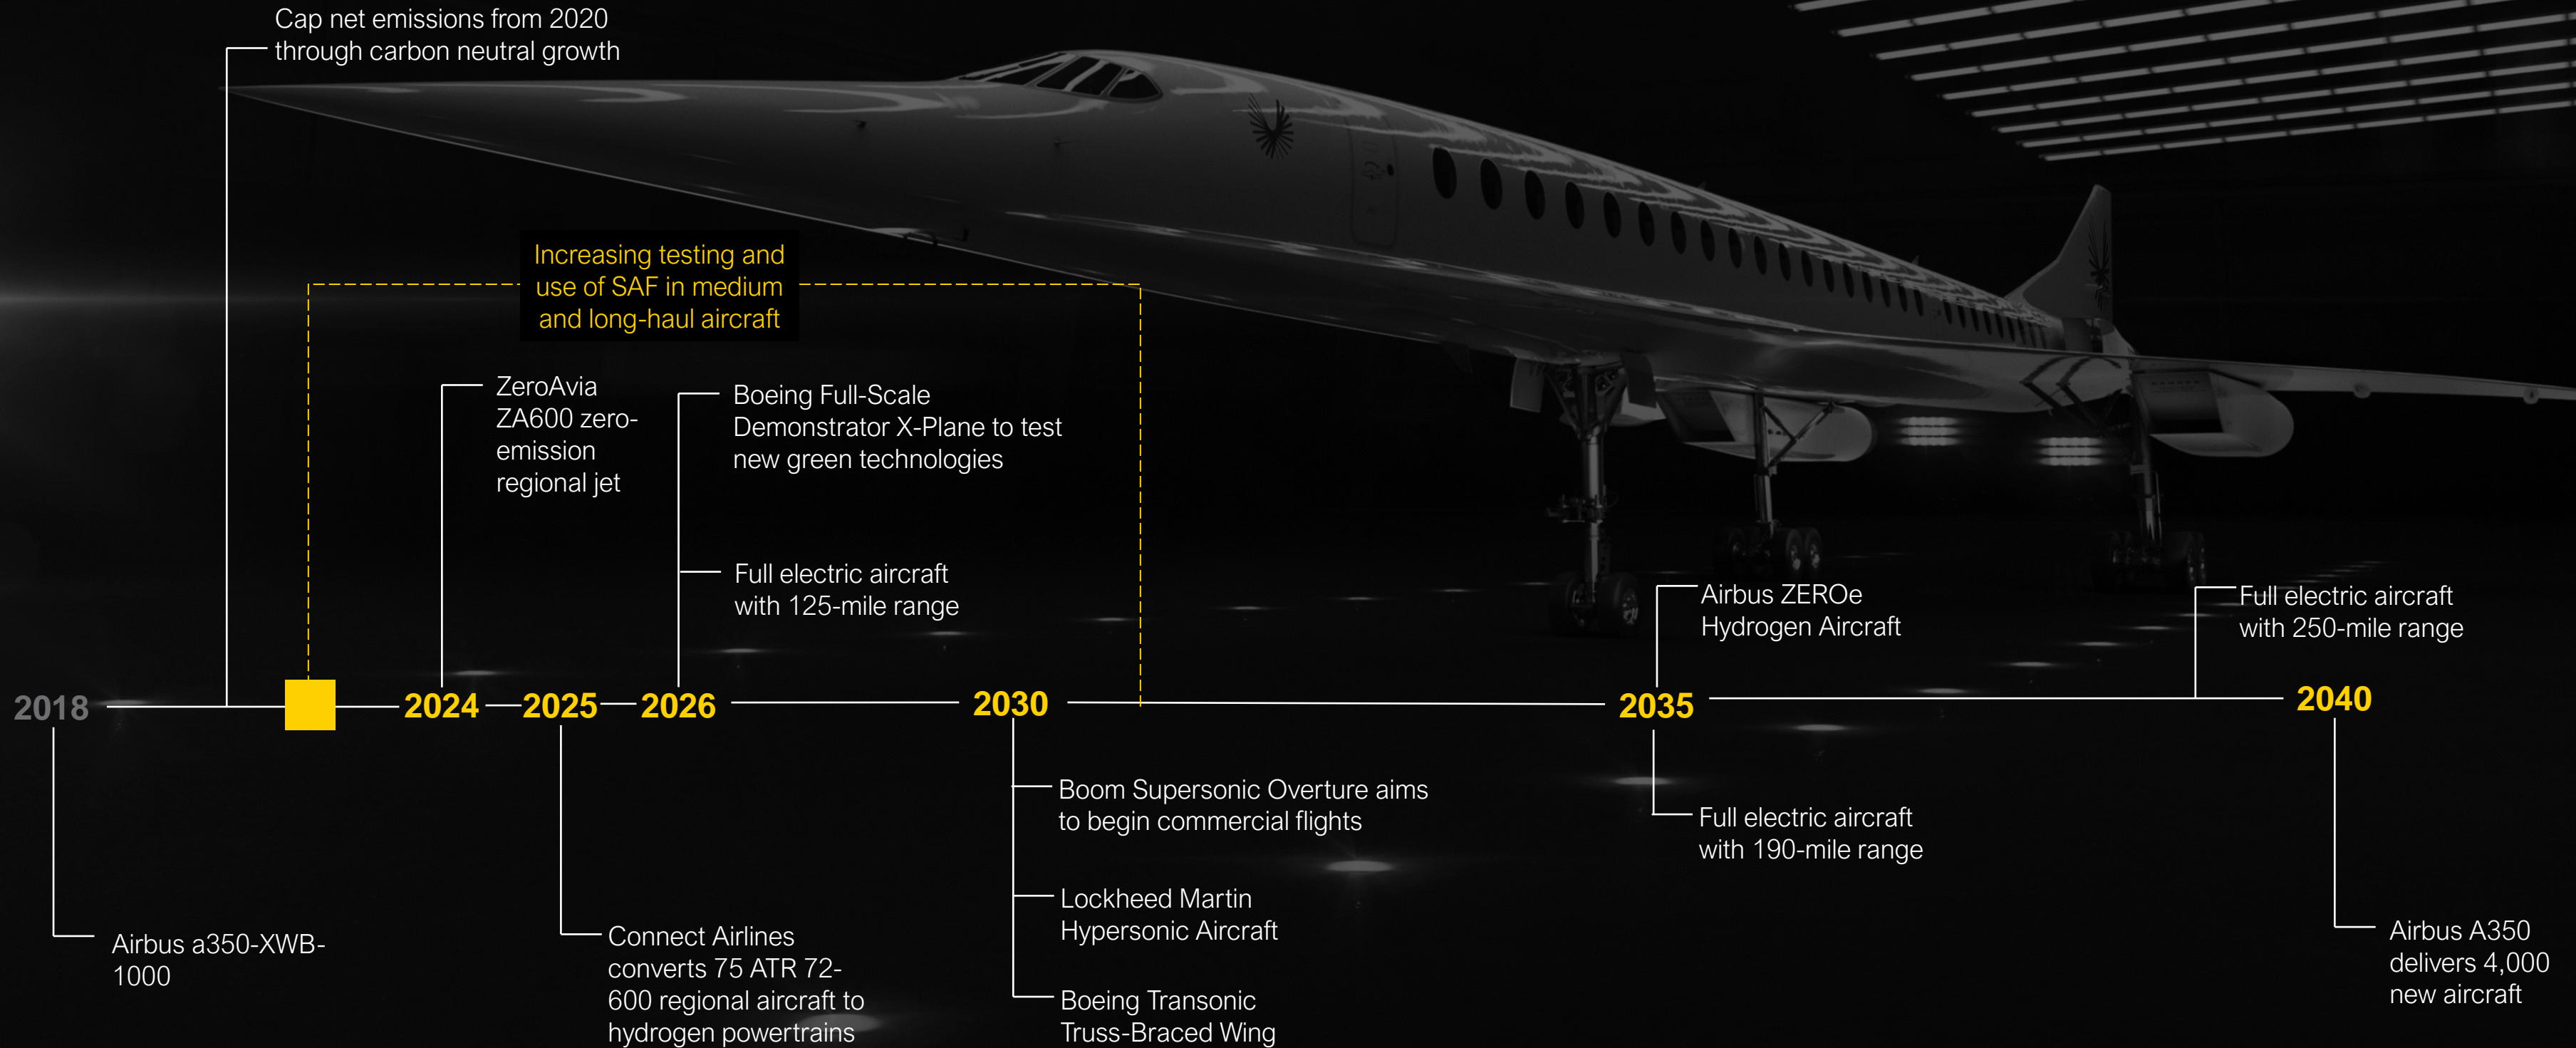 Cap net emissions from 2020
through carbon neutral growth
Increasing testing and
use of SAF in medium
and long-haul aircraft
ZeroAvia
ZA600 zero-
emission
regional jet
Boeing Full-Scale
Demonstrator X-Plane to test
new green technologies
Full electric aircraft
with 125-mile range
Airbus ZEROe
Hydrogen Aircraft
Full electric aircraft
with 250-mile range
2018
2024
2025
2026
2030
2035
2040
Airbus a350-XWB-
1000
Connect Airlines
converts 75 ATR 72-
600 regional aircraft to
hydrogen powertrains
Boom Supersonic Overture aims
to begin commercial flights
Lockheed Martin
Hypersonic Aircraft
Boeing Transonic
Truss-Braced Wing
Full electric aircraft
with 190-mile range
Airbus A350
delivers 4,000
new aircraft